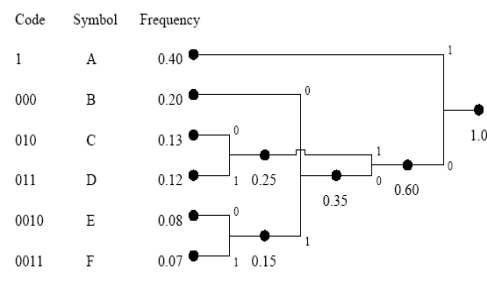 Code Symbol Frequency
1 A 0.40 1
000 B 0.20 0
1.0
010 C 0.13 0
1
0
011 D 0.12 1 0.25 0
0.60
0.35
0010 E 0.08 0
1
0011 F 0.07 1 0.15